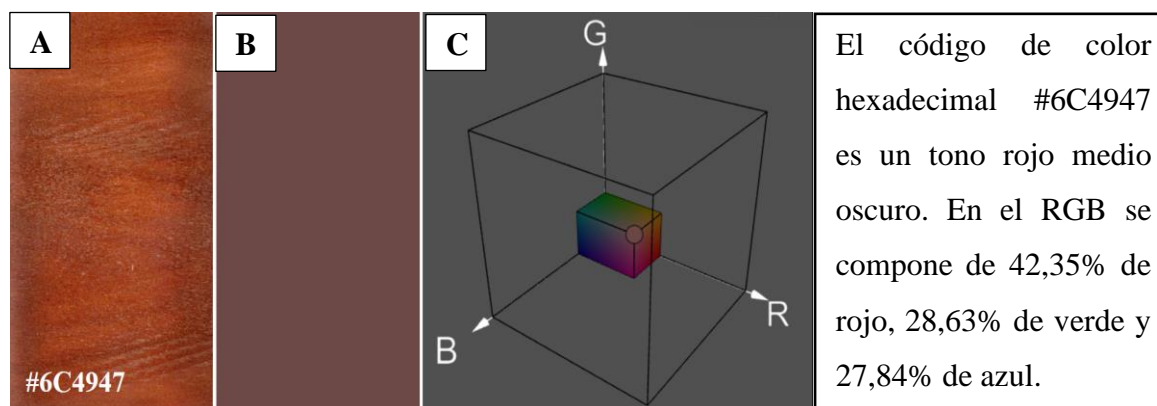 A
B
C
G
R
B
#6C4947
El código de color
hexadecimal #6C4947
es un tono rojo medio
oscuro. En el RGB se
compone de 42,35% de
rojo, 28,63% de verde y
27,84% de azul.